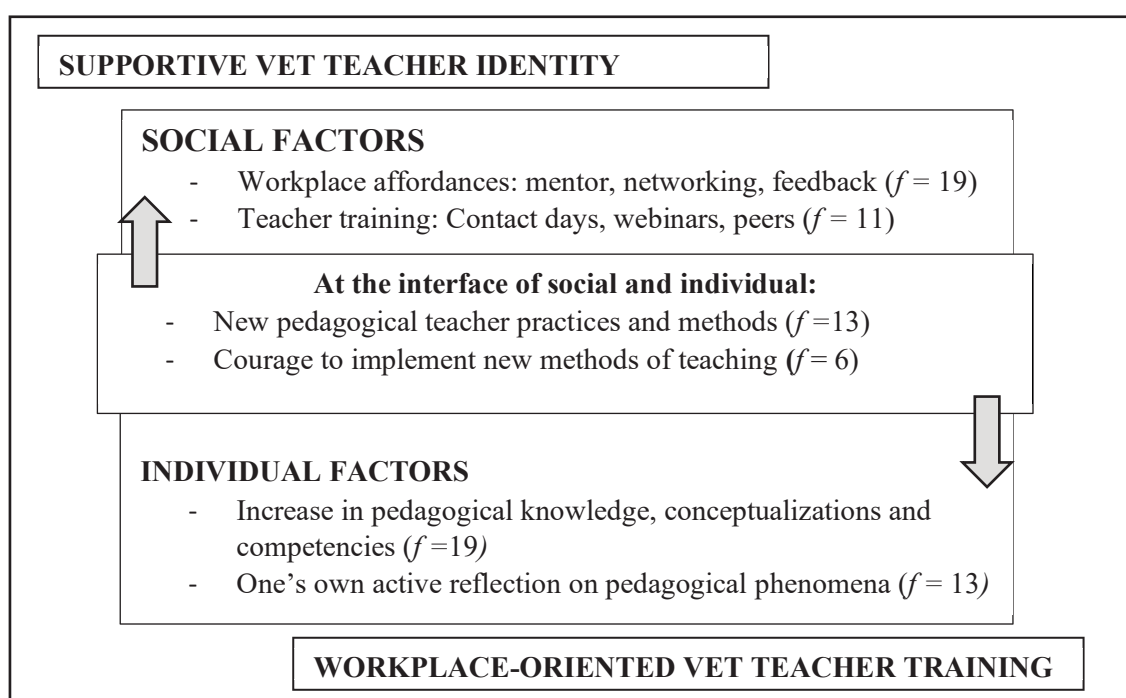 SUPPORTIVE VET TEACHER IDENTITY
SOCIAL FACTORS
- Workplace affordances: mentor, networking, feedback (f = 19)
- Teacher training: Contact days, webinars, peers (f = 11)
At the interface of social and individual:
- New pedagogical teacher practices and methods (f =13)
- Courage to implement new methods of teaching (f = 6)
INDIVIDUAL FACTORS
- Increase in pedagogical knowledge, conceptualizations and
competencies (f =19)
- One’s own active reflection on pedagogical phenomena (f = 13)
WORKPLACE-ORIENTED VET TEACHER TRAINING